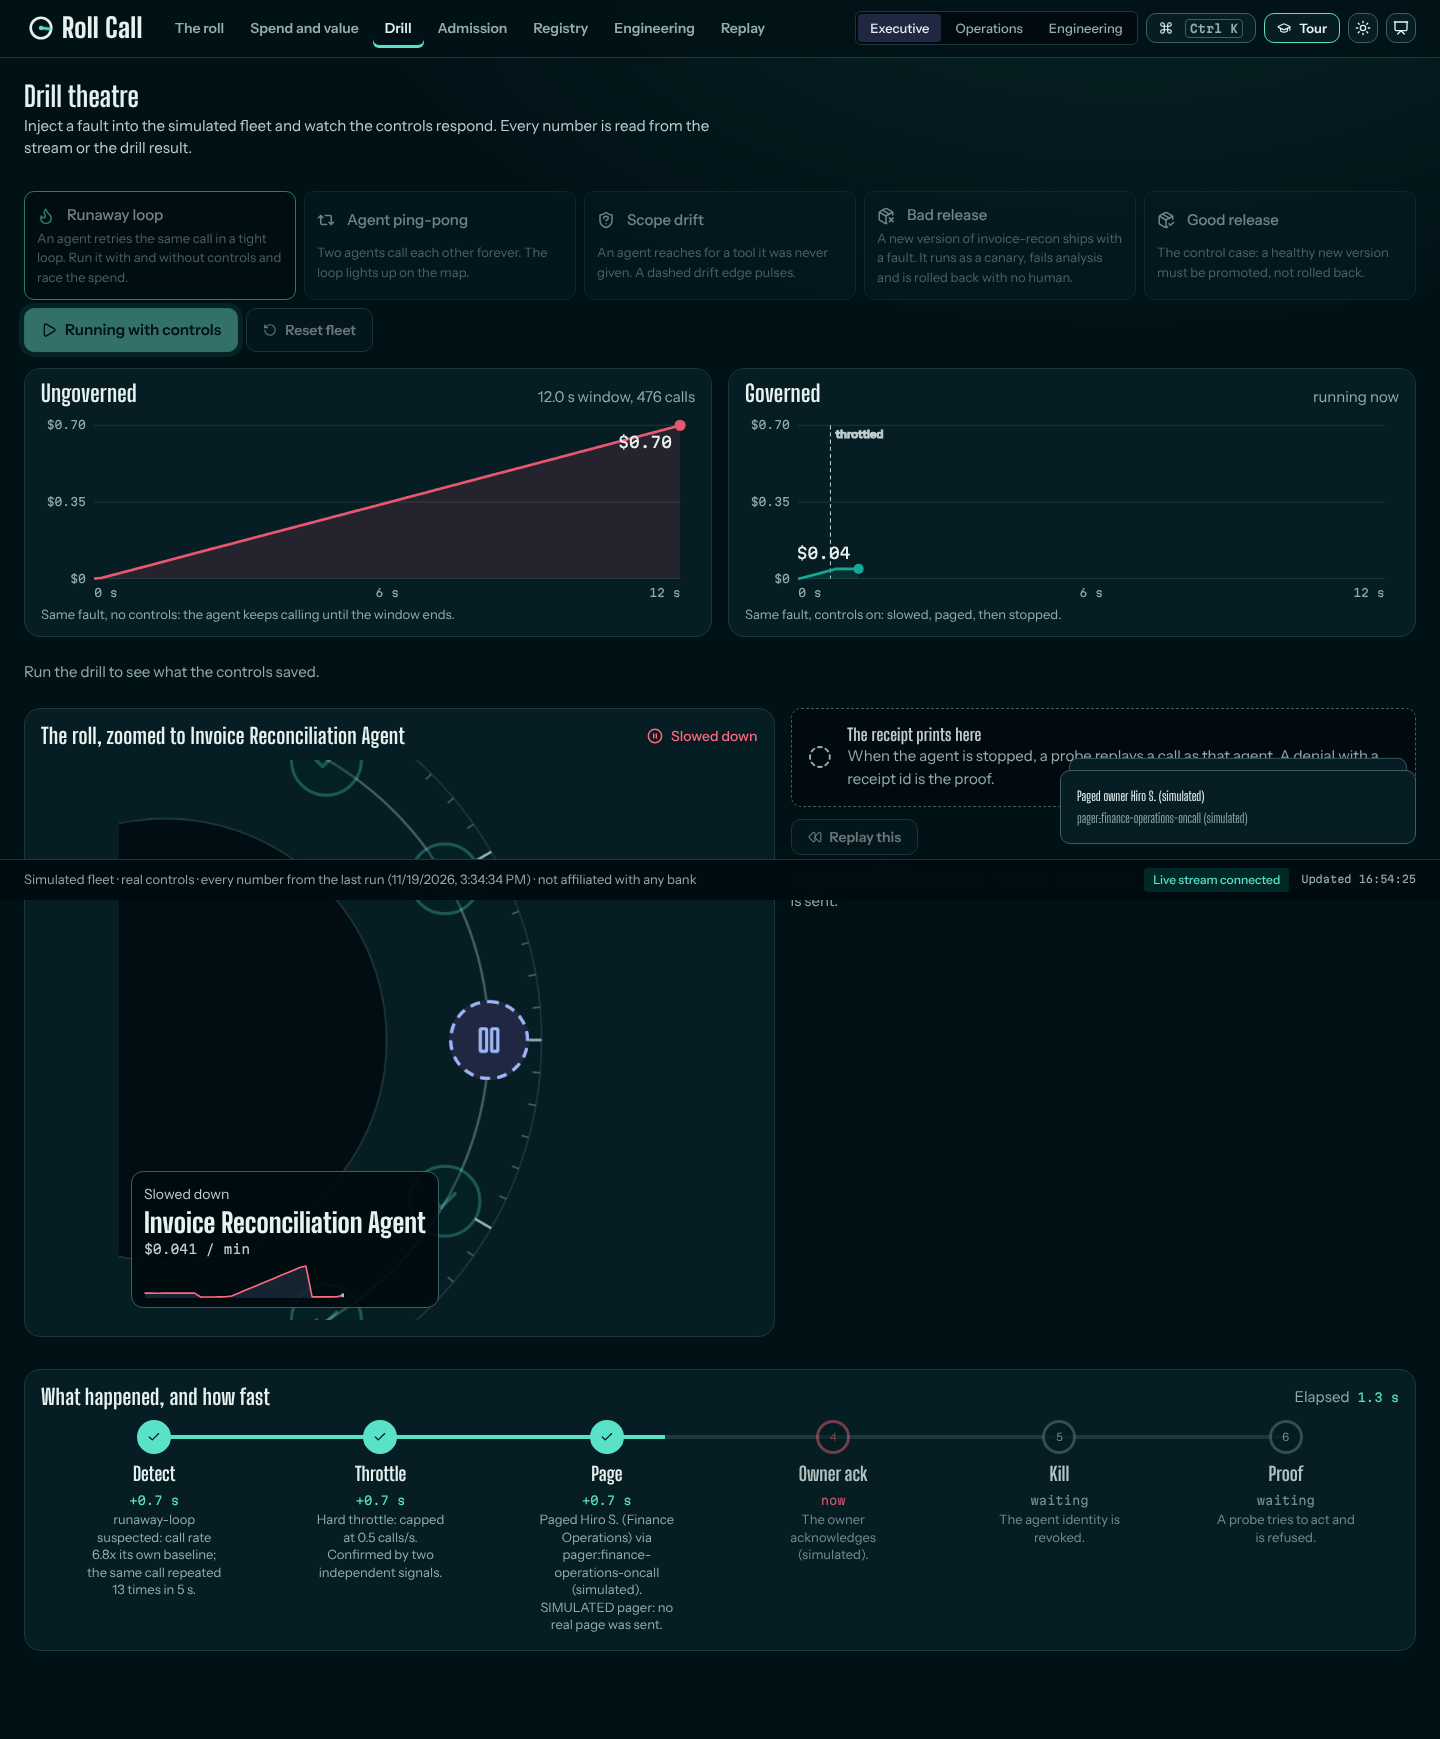 Roll Call
The roll
Spend and value
Drill
Admission
Registry
Engineering
Replay
Executive
Operations
Engineering
⌘ Ctrl K
Tour
Drill theatre
Inject a fault into the simulated fleet and watch the controls respond. Every number is read from the
stream or the drill result.
Runaway loop
An agent retries the same call in a tight
loop. Run it with and without controls and
race the spend.
Agent ping-pong
Two agents call each other forever. The
loop lights up on the map.
Scope drift
An agent reaches for a tool it was never
given. A dashed drift edge pulses.
Bad release
A new version of invoice-recon ships with
a fault. It runs as a canary, fails analysis
and is rolled back with no human.
Good release
The control case: a healthy new version
must be promoted, not rolled back.
Running with controls
Reset fleet
Ungoverned
12.0 s window, 476 calls
$0.70
$0.70
$0.35
$0
0 s
6 s
12 s
Same fault, no controls: the agent keeps calling until the window ends.
Governed
running now
$0.70
throttled
$0.35
$0.04
$0
0 s
6 s
12 s
Same fault, controls on: slowed, paged, then stopped.
Run the drill to see what the controls saved.
The roll, zoomed to Invoice Reconciliation Agent
Slowed down
The receipt prints here
When the agent is stopped, a probe replays a call as that agent. A denial with a
receipt id is the proof.
Paged owner Hiro S. (simulated)
pager:finance-operations-oncall (simulated)
Replay this
Simulated fleet · real controls · every number from the last run (11/19/2026, 3:34:34 PM) · not affiliated with any bank
Live stream connected
Updated 16:54:25
is sent.
Slowed down
Invoice Reconciliation Agent
$0.041 / min
What happened, and how fast
Elapsed 1.3 s
4
5
6
Detect
+0.7 s
runaway-loop
suspected: call rate
6.8x its own baseline;
the same call repeated
13 times in 5 s.
Throttle
+0.7 s
Hard throttle: capped
at 0.5 calls/s.
Confirmed by two
independent signals.
Page
+0.7 s
Paged Hiro S. (Finance
Operations) via
pager:finance-
operations-oncall
(simulated).
SIMULATED pager: no
real page was sent.
Owner ack
now
The owner
acknowledges
(simulated).
Kill
waiting
The agent identity is
revoked.
Proof
waiting
A probe tries to act and
is refused.